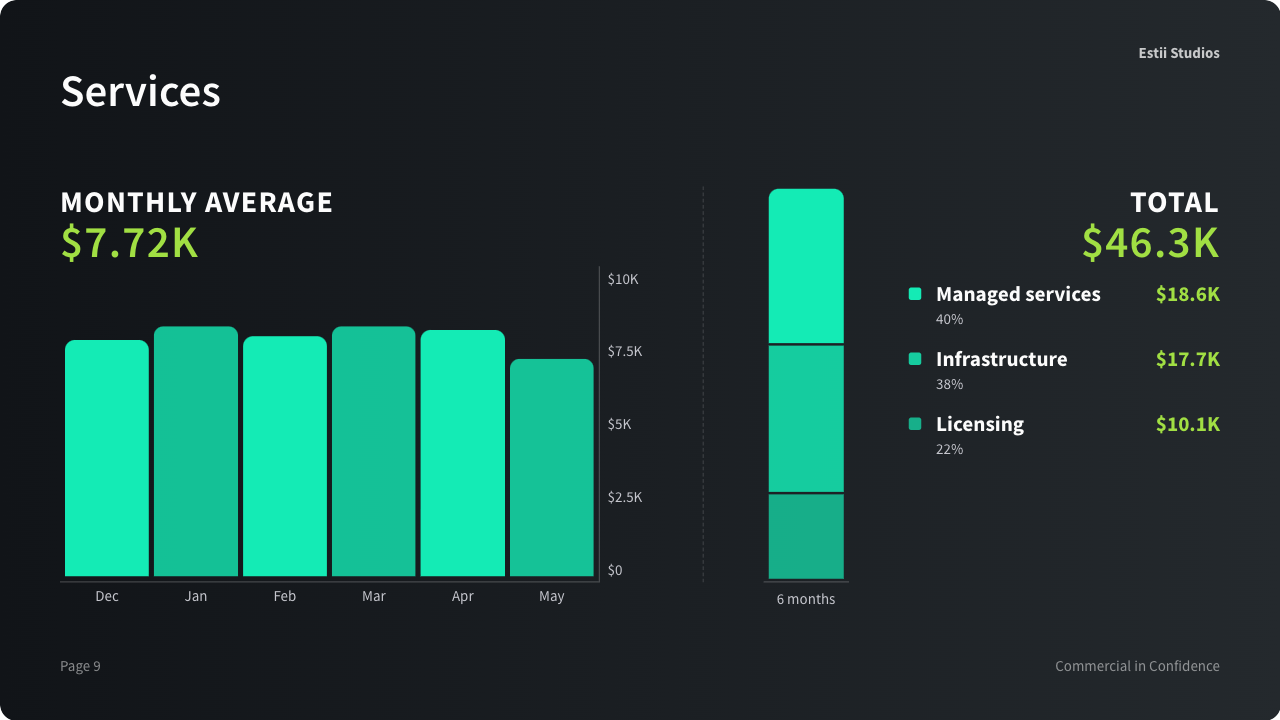 Estii Studios
Services
MONTHLY AVERAGE
$7.72K
$10K
$7.5K
$5K
$2.5K
$0
Dec Jan Feb Mar Apr May
6 months
TOTAL
$46.3K
Managed services $18.6K
40%
Infrastructure $17.7K
38%
Licensing $10.1K
22%
Page 9
Commercial in Confidence